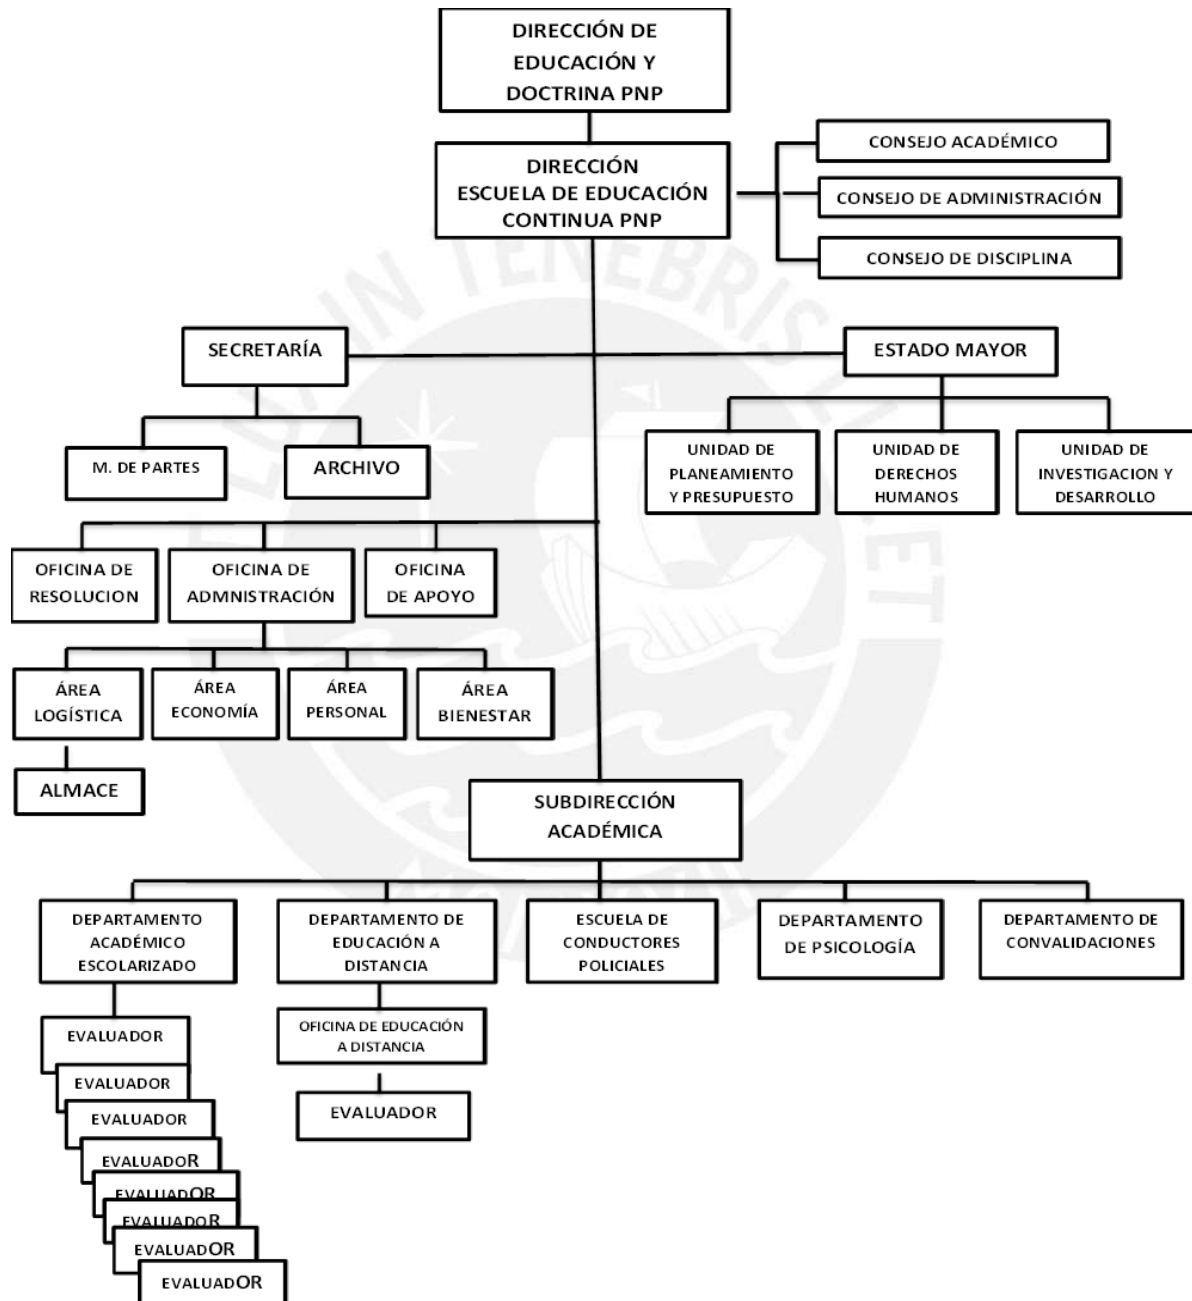 DIRECCIÓN DE
EDUCACIÓN Y
DOCTRINA PNP
DIRECCIÓN
ESCUELA DE EDUCACIÓN
CONTINUA PNP
CONSEJO ACADÉMICO
CONSEJO DE ADMINISTRACIÓN
CONSEJO DE DISCIPLINA
SECRETARÍA
ESTADO MAYOR
M. DE PARTES
ARCHIVO
UNIDAD DE
PLANEAMIENTO
Y PRESUPUESTO
UNIDAD DE
DERECHOS
HUMANOS
UNIDAD DE
INVESTIGACION Y
DESARROLLO
OFICINA DE
RESOLUCION
OFICINA DE
ADMNISTRACIÓN
OFICINA
DE APOYO
ÁREA
LOGÍSTICA
ÁREA
ECONOMÍA
ÁREA
PERSONAL
ÁREA
BIENESTAR
ALMACE
SUBDIRECCIÓN
ACADÉMICA
DEPARTAMENTO
ACADÉMICO
ESCOLARIZADO
DEPARTAMENTO DE
EDUCACIÓN A
DISTANCIA
ESCUELA DE
CONDUCTORES
POLICIALES
DEPARTAMENTO
DE PSICOLOGÍA
DEPARTAMENTO DE
CONVALIDACIONES
EVALUADOR
EVALUADOR
EVALUADOR
EVALUADOR
EVALUADOR
EVALUADOR
EVALUADOR
EVALUADOR
OFICINA DE EDUCACIÓN
A DISTANCIA
EVALUADOR
IN TENEBRIS